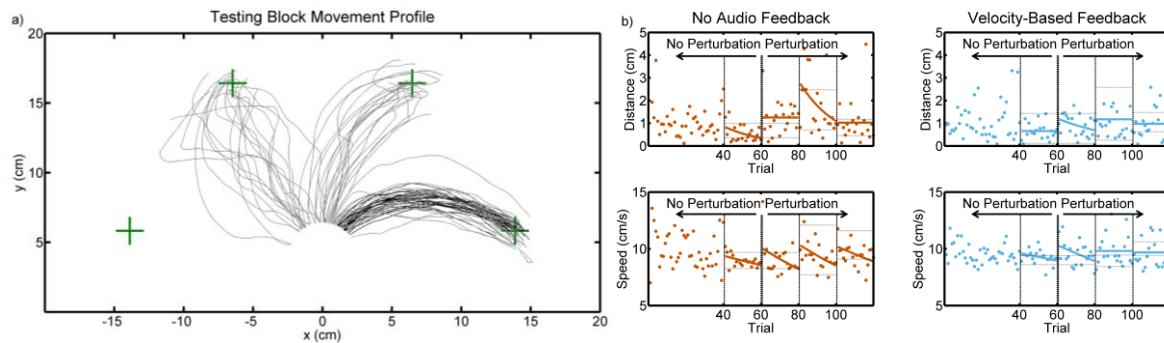 a)
Testing Block Movement Profile
20
15
10
5
y (cm)
-15 -10 -5 0 5 10 15 20
x (cm)
b)
No Audio Feedback
No Perturbation Perturbation
5
4
3
2
1
0
Distance (cm)
40 60 80 100
Trial
No Perturbation Perturbation
15
10
5
Speed (cm/s)
40 60 80 100
Trial
Velocity-Based Feedback
No Perturbation Perturbation
5
4
3
2
1
0
Distance (cm)
40 60 80 100
Trial
No Perturbation Perturbation
15
10
5
Speed (cm/s)
40 60 80 100
Trial